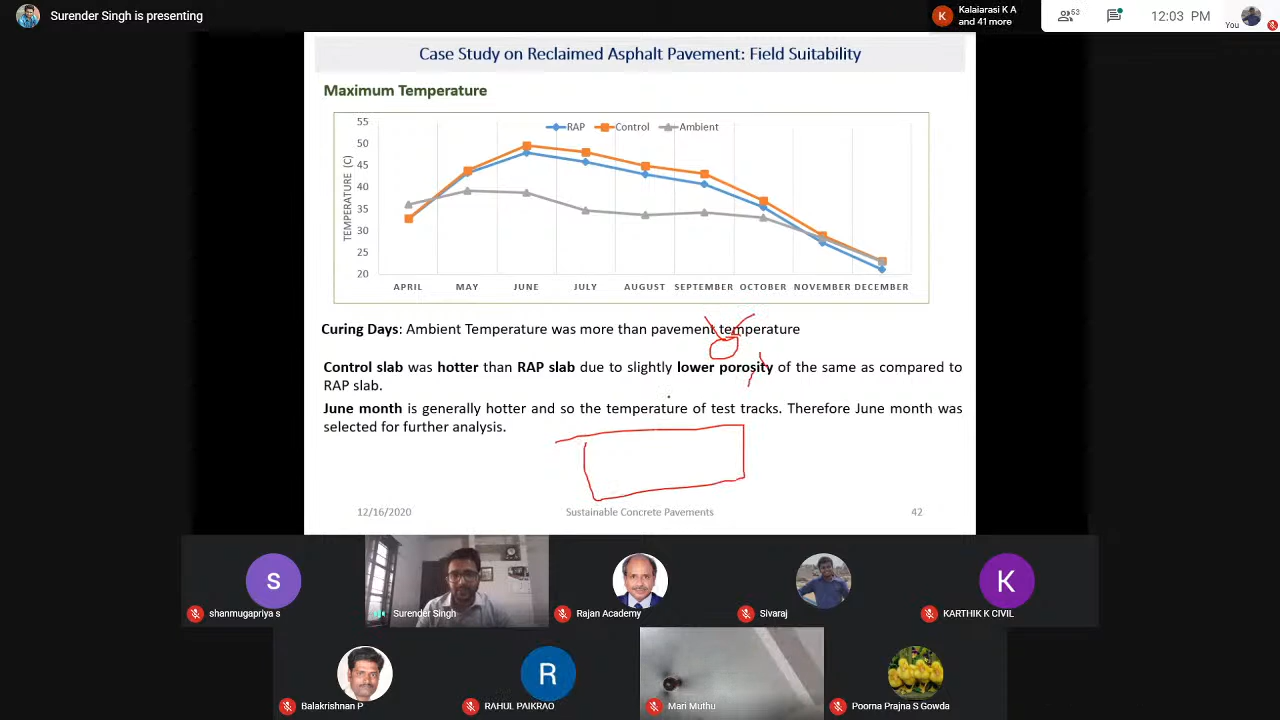 Surender Singh is presenting
K
Kalaiarasi K A
and 41 more
53
12:03 PM
You
Case Study on Reclaimed Asphalt Pavement: Field Suitability
Maximum Temperature
RAP Control Ambient
TEMPERATURE (C)
55
50
45
40
35
30
25
20
APRIL MAY JUNE JULY AUGUST SEPTEMBER OCTOBER NOVEMBER DECEMBER
Curing Days: Ambient Temperature was more than pavement temperature
Control slab was hotter than RAP slab due to slightly lower porosity of the same as compared to
RAP slab.
June month is generally hotter and so the temperature of test tracks. Therefore June month was
selected for further analysis.
12/16/2020 Sustainable Concrete Pavements 42
s
K
shanmugapriya s
Surender Singh
Rajan Academy
Sivaraj
KARTHIK K CIVIL
R
Balakrishnan P
RAHUL PAIKRAO
Mari Muthu
Poorna Prajna S Gowda